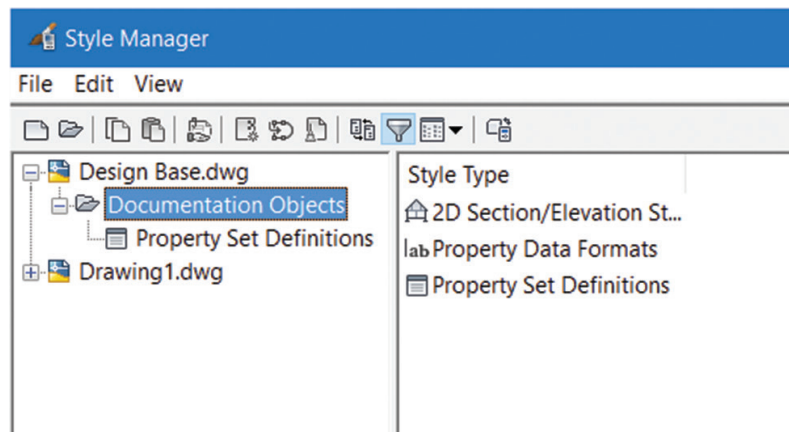 Style Manager
File Edit View
Design Base.dwg
Documentation Objects
Property Set Definitions
Drawing1.dwg
Style Type
2D Section/Elevation St...
ab Property Data Formats
Property Set Definitions